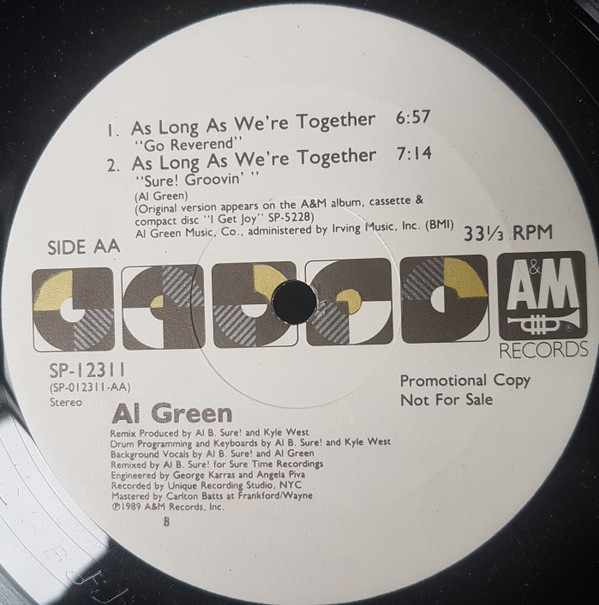 1. As Long As We're Together 6:57
"Go Reverend"
2. As Long As We're Together 7:14
"Sure! Groovin' "
(Al Green)
(Original version appears on the A&M album, cassette &
compact disc "I Get Joy" SP-5228)
Al Green Music, Co., administered by Irving Music, Inc. (BMI)
33⅓ RPM
SIDE AA
A&M
®
RECORDS
SP-12311
(SP-012311-AA)
Stereo
Promotional Copy
Not For Sale
Al Green
Remix Produced by Al B. Sure! and Kyle West
Drum Programming and Keyboards by Al B. Sure! and Kyle West
Background Vocals by Al B. Sure! and Al Green
Remixed by Al B. Sure! for Sure Time Recordings
Engineered by George Karras and Angela Piva
Recorded by Unique Recording Studio, NYC
Mastered by Carlton Batts at Frankford/Wayne
℗1989 A&M Records, Inc.
B